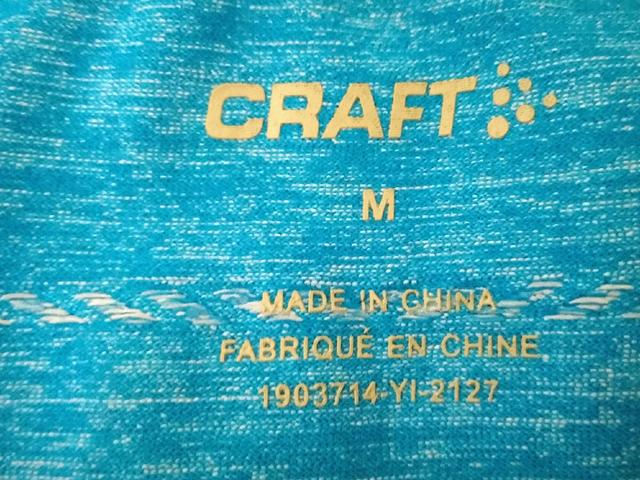 CRAFT
M
MADE IN CHINA
FABRIQUÉ EN CHINE
1903714-YI-2127